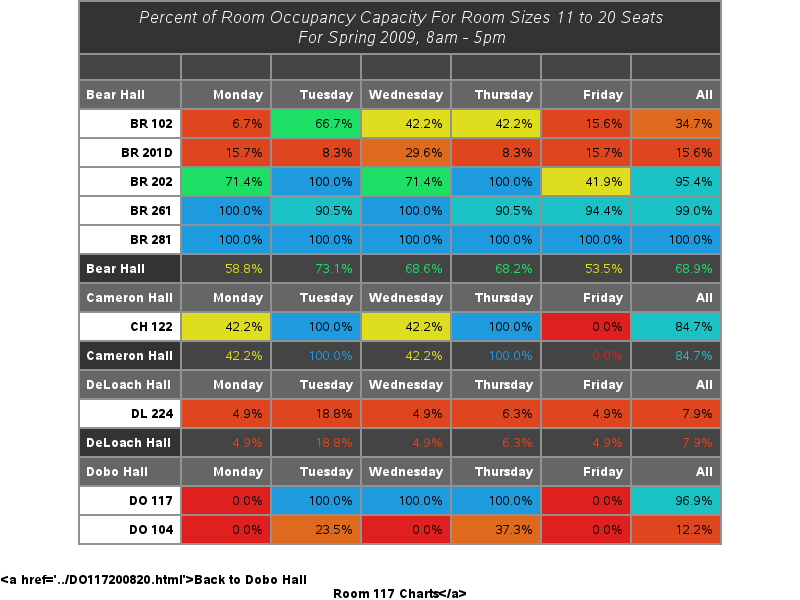 Percent of Room Occupancy Capacity For Room Sizes 11 to 20 Seats
For Spring 2009, 8am - 5pm
Bear Hall Monday Tuesday Wednesday Thursday Friday All
BR 102 6.7% 66.7% 42.2% 42.2% 15.6% 34.7%
BR 201D 15.7% 8.3% 29.6% 8.3% 15.7% 15.6%
BR 202 71.4% 100.0% 71.4% 100.0% 41.9% 95.4%
BR 261 100.0% 90.5% 100.0% 90.5% 94.4% 99.0%
BR 281 100.0% 100.0% 100.0% 100.0% 100.0% 100.0%
Bear Hall 58.8% 73.1% 68.6% 68.2% 53.5% 68.9%
Cameron Hall Monday Tuesday Wednesday Thursday Friday All
CH 122 42.2% 100.0% 42.2% 100.0% 0.0% 84.7%
Cameron Hall 42.2% 100.0% 42.2% 100.0% 0.0% 84.7%
DeLoach Hall Monday Tuesday Wednesday Thursday Friday All
DL 224 4.9% 18.8% 4.9% 6.3% 4.9% 7.9%
DeLoach Hall 4.9% 18.8% 4.9% 6.3% 4.9% 7.9%
Dobo Hall Monday Tuesday Wednesday Thursday Friday All
DO 117 0.0% 100.0% 100.0% 100.0% 0.0% 96.9%
DO 104 0.0% 23.5% 0.0% 37.3% 0.0% 12.2%
<a href='../DO117200820.html'>Back to Dobo Hall
Room 117 Charts</a>